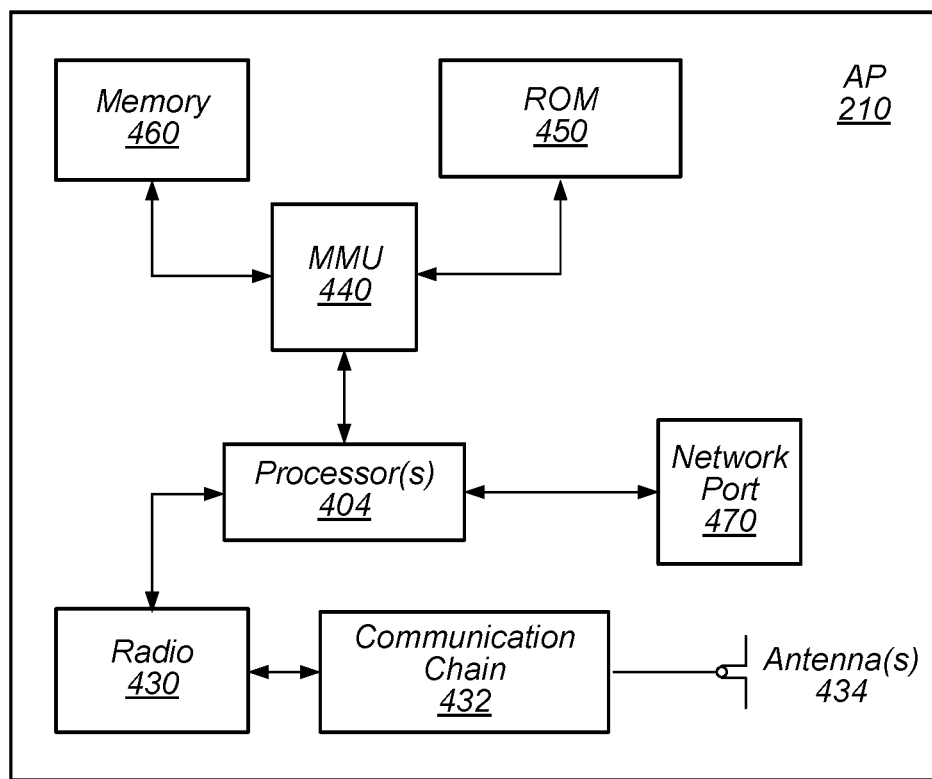 Memory
460
ROM
450
AP
210
MMU
440
Processor(s)
404
Network
Port
470
Radio
430
Communication
Chain
432
Antenna(s)
434